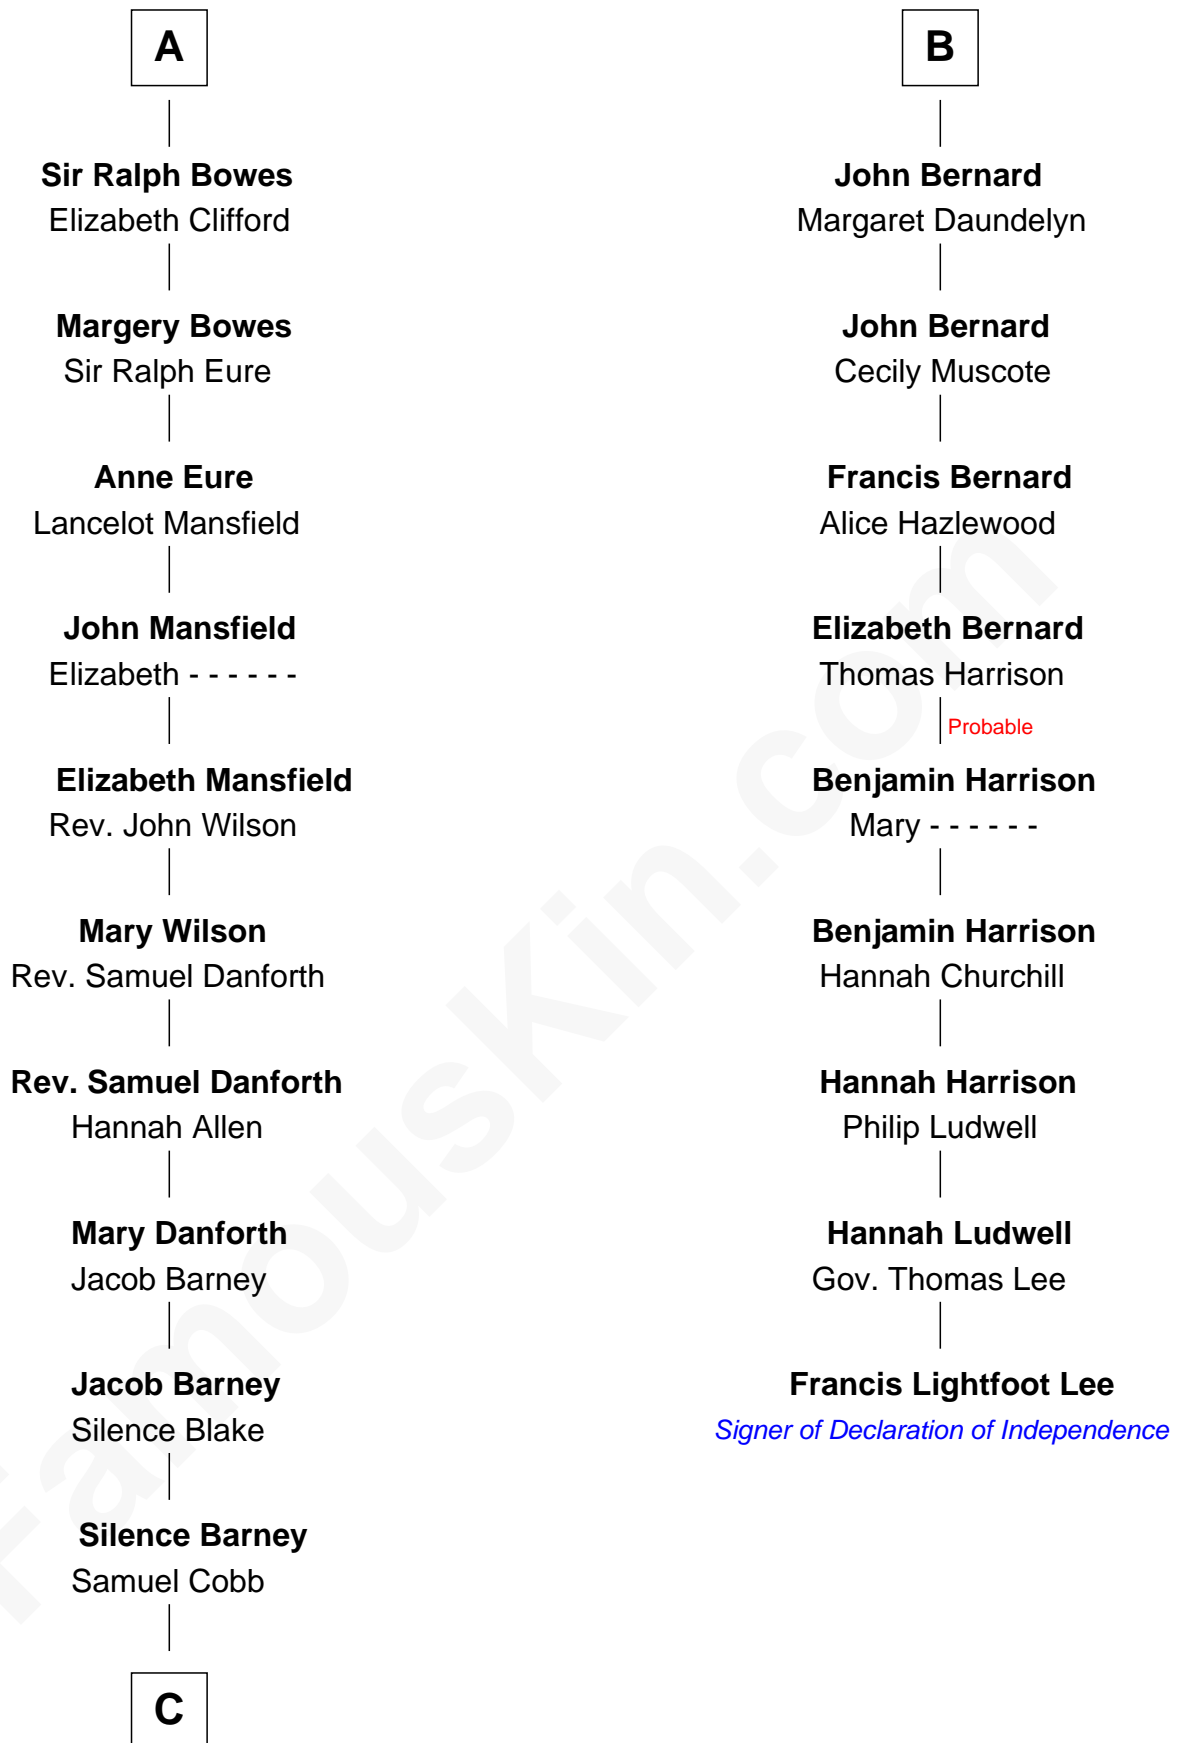 A
Sir Ralph Bowes
Elizabeth Clifford
Margery Bowes
Sir Ralph Eure
Anne Eure
Lancelot Mansfield
John Mansfield
Elizabeth - - - - - -
Elizabeth Mansfield
Rev. John Wilson
Mary Wilson
Rev. Samuel Danforth
Rev. Samuel Danforth
Hannah Allen
Mary Danforth
Jacob Barney
Jacob Barney
Silence Blake
Silence Barney
Samuel Cobb
C
B
John Bernard
Margaret Daundelyn
John Bernard
Cecily Muscote
Francis Bernard
Alice Hazlewood
Elizabeth Bernard
Thomas Harrison
Probable
Benjamin Harrison
Mary - - - - - -
Benjamin Harrison
Hannah Churchill
Hannah Harrison
Philip Ludwell
Hannah Ludwell
Gov. Thomas Lee
Francis Lightfoot Lee
Signer of Declaration of Independence
FamousKin.com